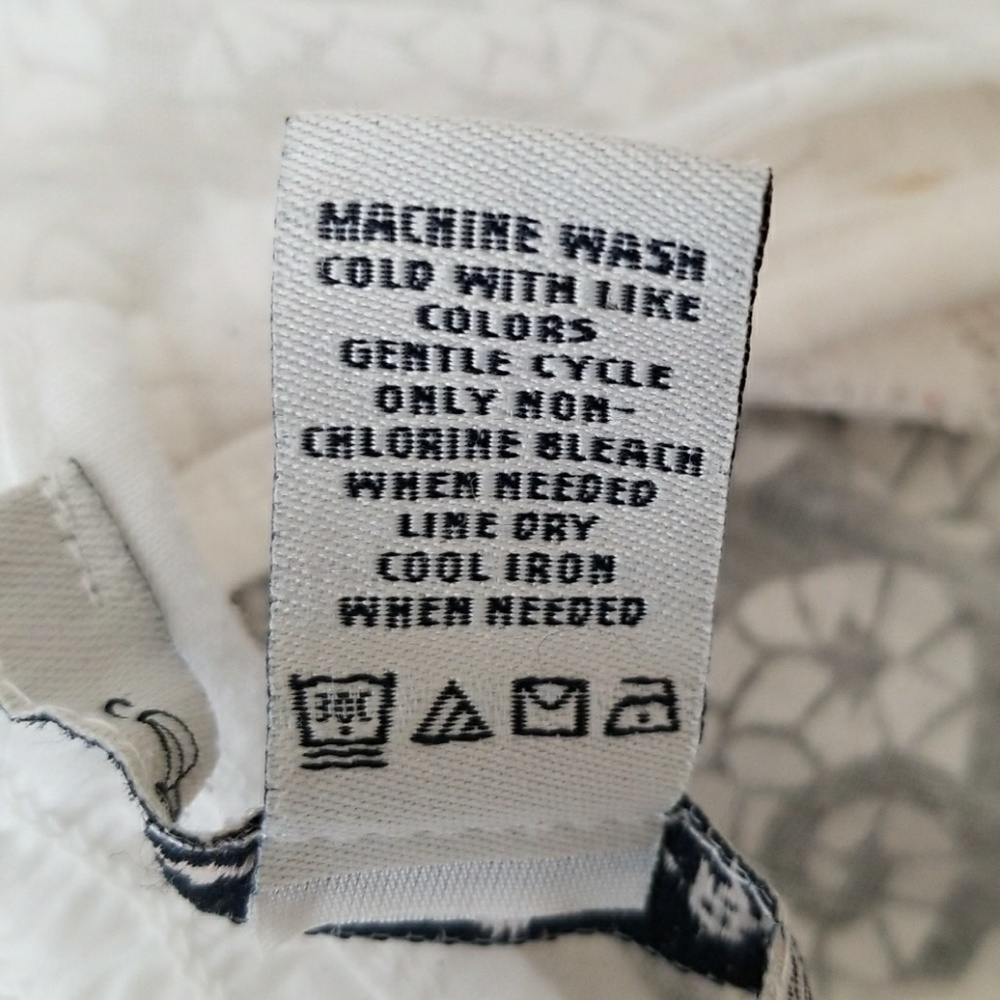 MACHINE WASH
COLD WITH LIKE
COLORS
GENTLE CYCLE
ONLY NON-
CHLORINE BLEACH
WHEN NEEDED
LINE DRY
COOL IRON
WHEN NEEDED
30C